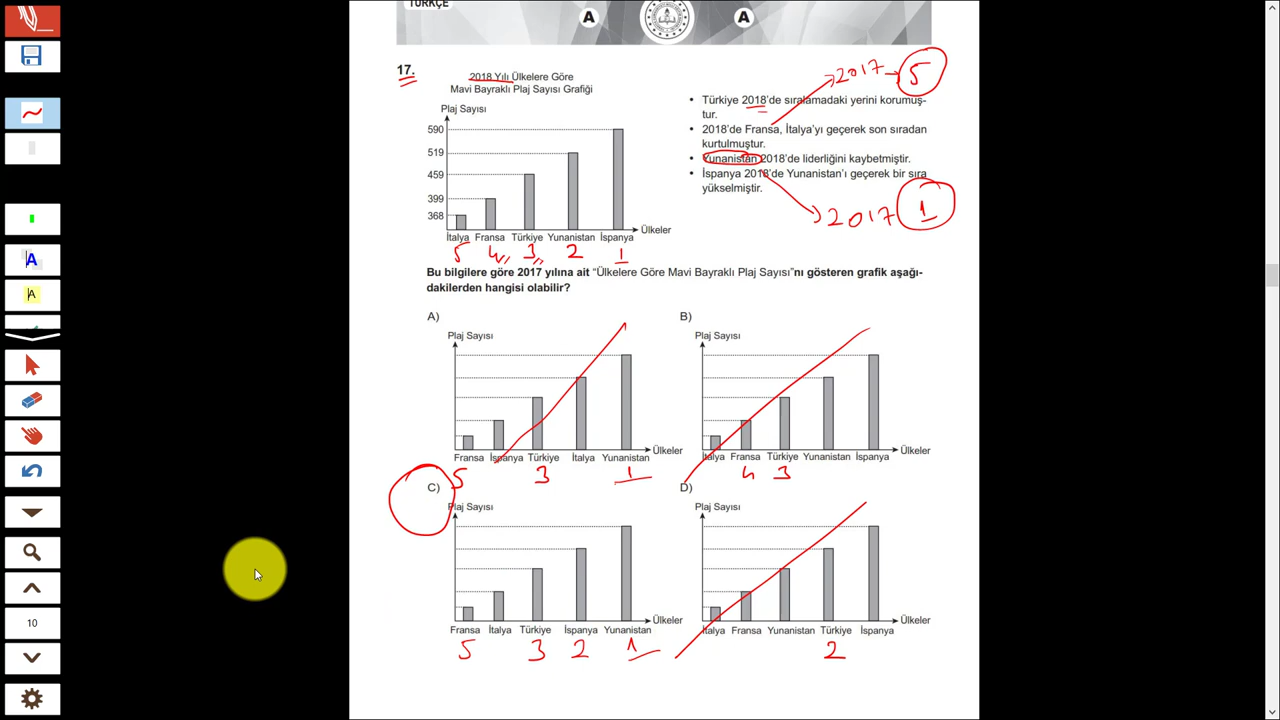 TÜRKÇE
A
A
17.
2018 Yılı Ülkelere Göre
Mavi Bayraklı Plaj Sayısı Grafiği
Plaj Sayısı
590
519
459
399
368
İtalya Fransa Türkiye Yunanistan İspanya
Ülkeler
5 4 3 2 1
2017 5
• Türkiye 2018'de sıralamadaki yerini korumuş-
tur.
• 2018'de Fransa, İtalya'yı geçerek son sıradan
kurtulmuştur.
• Yunanistan 2018'de liderliğini kaybetmiştir.
• İspanya 2018'de Yunanistan'ı geçerek bir sıra
yükselmiştir.
2017 1
Bu bilgilere göre 2017 yılına ait “Ülkelere Göre Mavi Bayraklı Plaj Sayısı”nı gösteren grafik aşağı-
dakilerden hangisi olabilir?
A)
Plaj Sayısı
Ülkeler
Fransa İspanya Türkiye İtalya Yunanistan
5 3 1
B)
Plaj Sayısı
Ülkeler
İtalya Fransa Türkiye Yunanistan İspanya
4 3
C)
Plaj Sayısı
Ülkeler
Fransa İtalya Türkiye İspanya Yunanistan
5 3 2 1
D)
Plaj Sayısı
Ülkeler
İtalya Fransa Yunanistan Türkiye İspanya
2
A
A
10